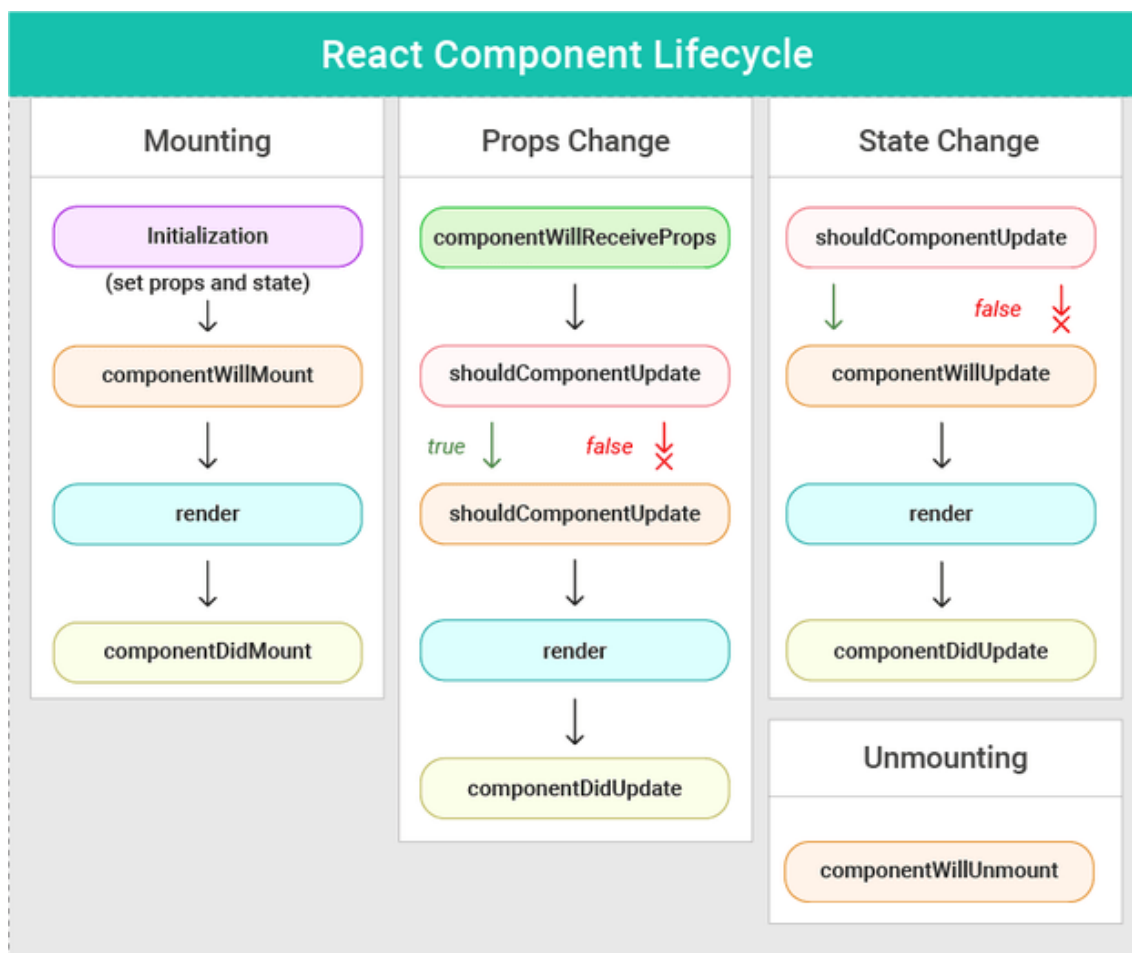 React Component Lifecycle
Mounting
Initialization
(set props and state)
componentWillMount
render
componentDidMount
Props Change
componentWillReceiveProps
shouldComponentUpdate
true false
shouldComponentUpdate
render
componentDidUpdate
State Change
shouldComponentUpdate
false
componentWillUpdate
render
componentDidUpdate
Unmounting
componentWillUnmount